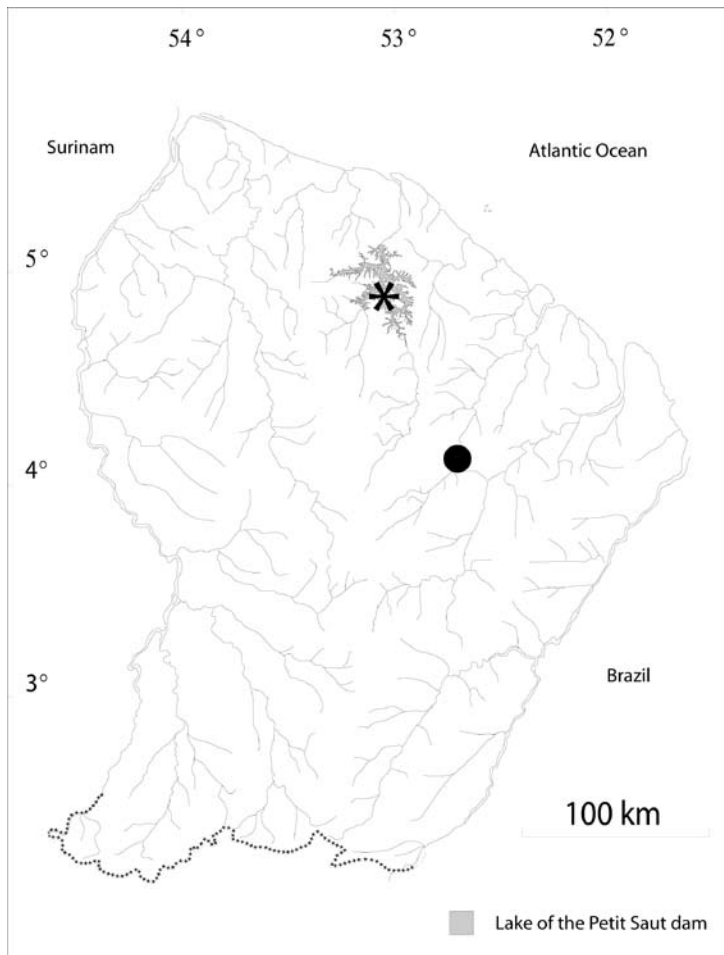 54° 53° 52°
Surinam Atlantic Ocean
5°
4°
3°
Brazil
100 km
Lake of the Petit Saut dam